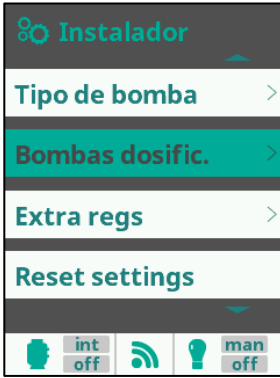 Instalador
Tipo de bomba
Bombas dosific.
Extra regs
Reset settings
int
off
man
off